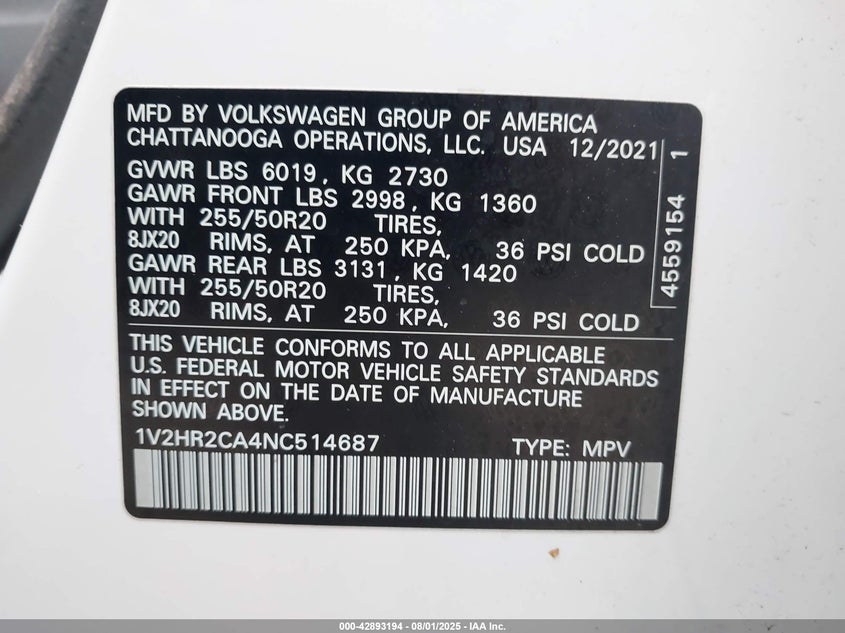 MFD BY VOLKSWAGEN GROUP OF AMERICA
CHATTANOOGA OPERATIONS, LLC. USA 12/2021
GVWR LBS 6019, KG 2730
GAWR FRONT LBS 2998, KG 1360
WITH 255/50R20 TIRES,
8JX20 RIMS, AT 250 KPA, 36 PSI COLD
GAWR REAR LBS 3131, KG 1420
WITH 255/50R20 TIRES,
8JX20 RIMS, AT 250 KPA, 36 PSI COLD
4559154 1
THIS VEHICLE CONFORMS TO ALL APPLICABLE
U.S. FEDERAL MOTOR VEHICLE SAFETY STANDARDS
IN EFFECT ON THE DATE OF MANUFACTURE
SHOWN ABOVE.
1V2HR2CA4NC514687 TYPE: MPV
000-42893194 - 08/01/2025 - IAA Inc.